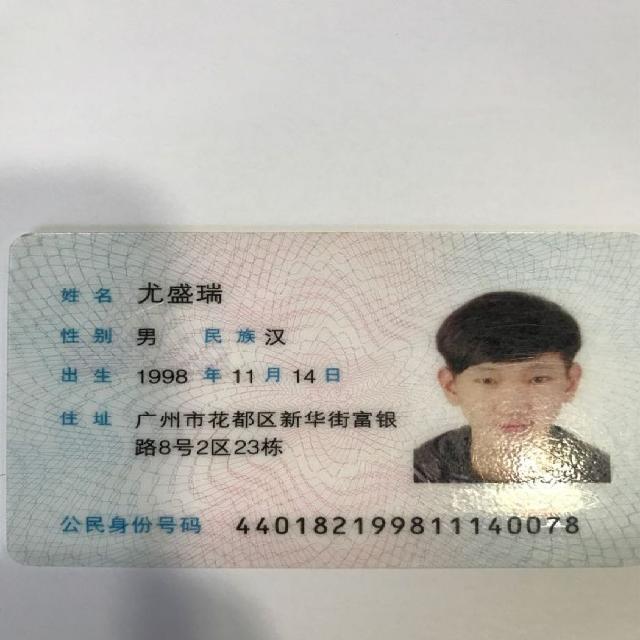 姓名 尤盛瑞
性别 男 民族 汉
出生 1998 年 11 月 14 日
住址 广州市花都区新华街富银
路8号2区23栋
公民身份号码 440182199811140078